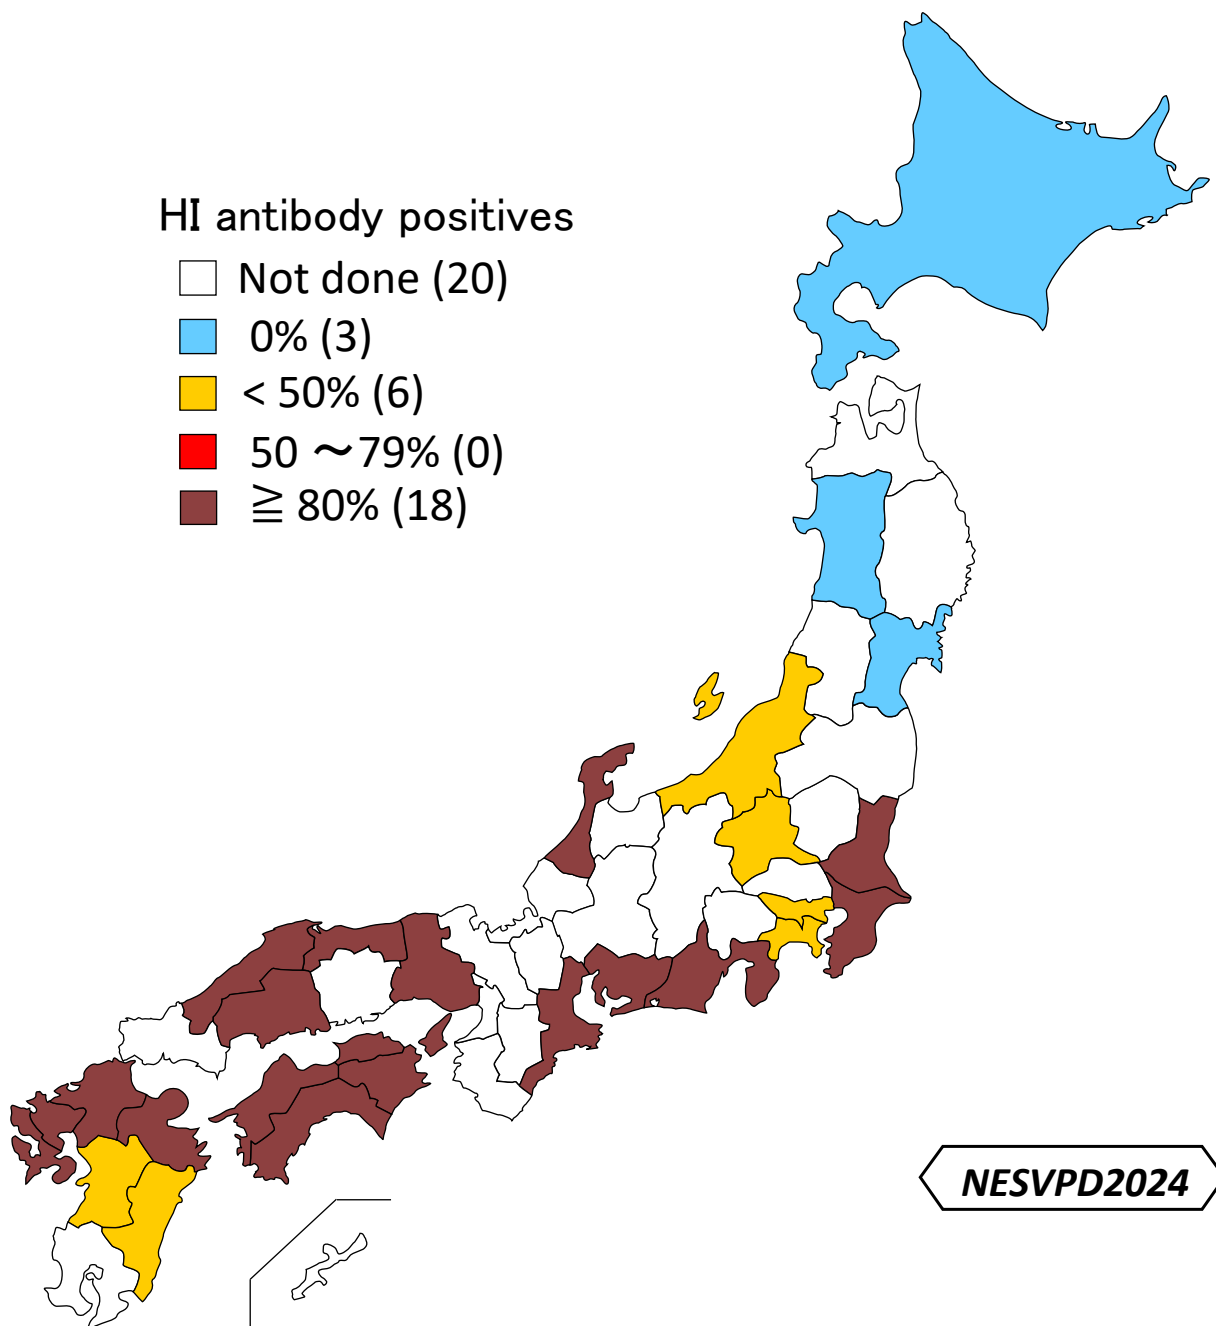 HI antibody positives
Not done (20)
0% (3)
< 50% (6)
50 ～79% (0)
≧ 80% (18)
NESVPD2024